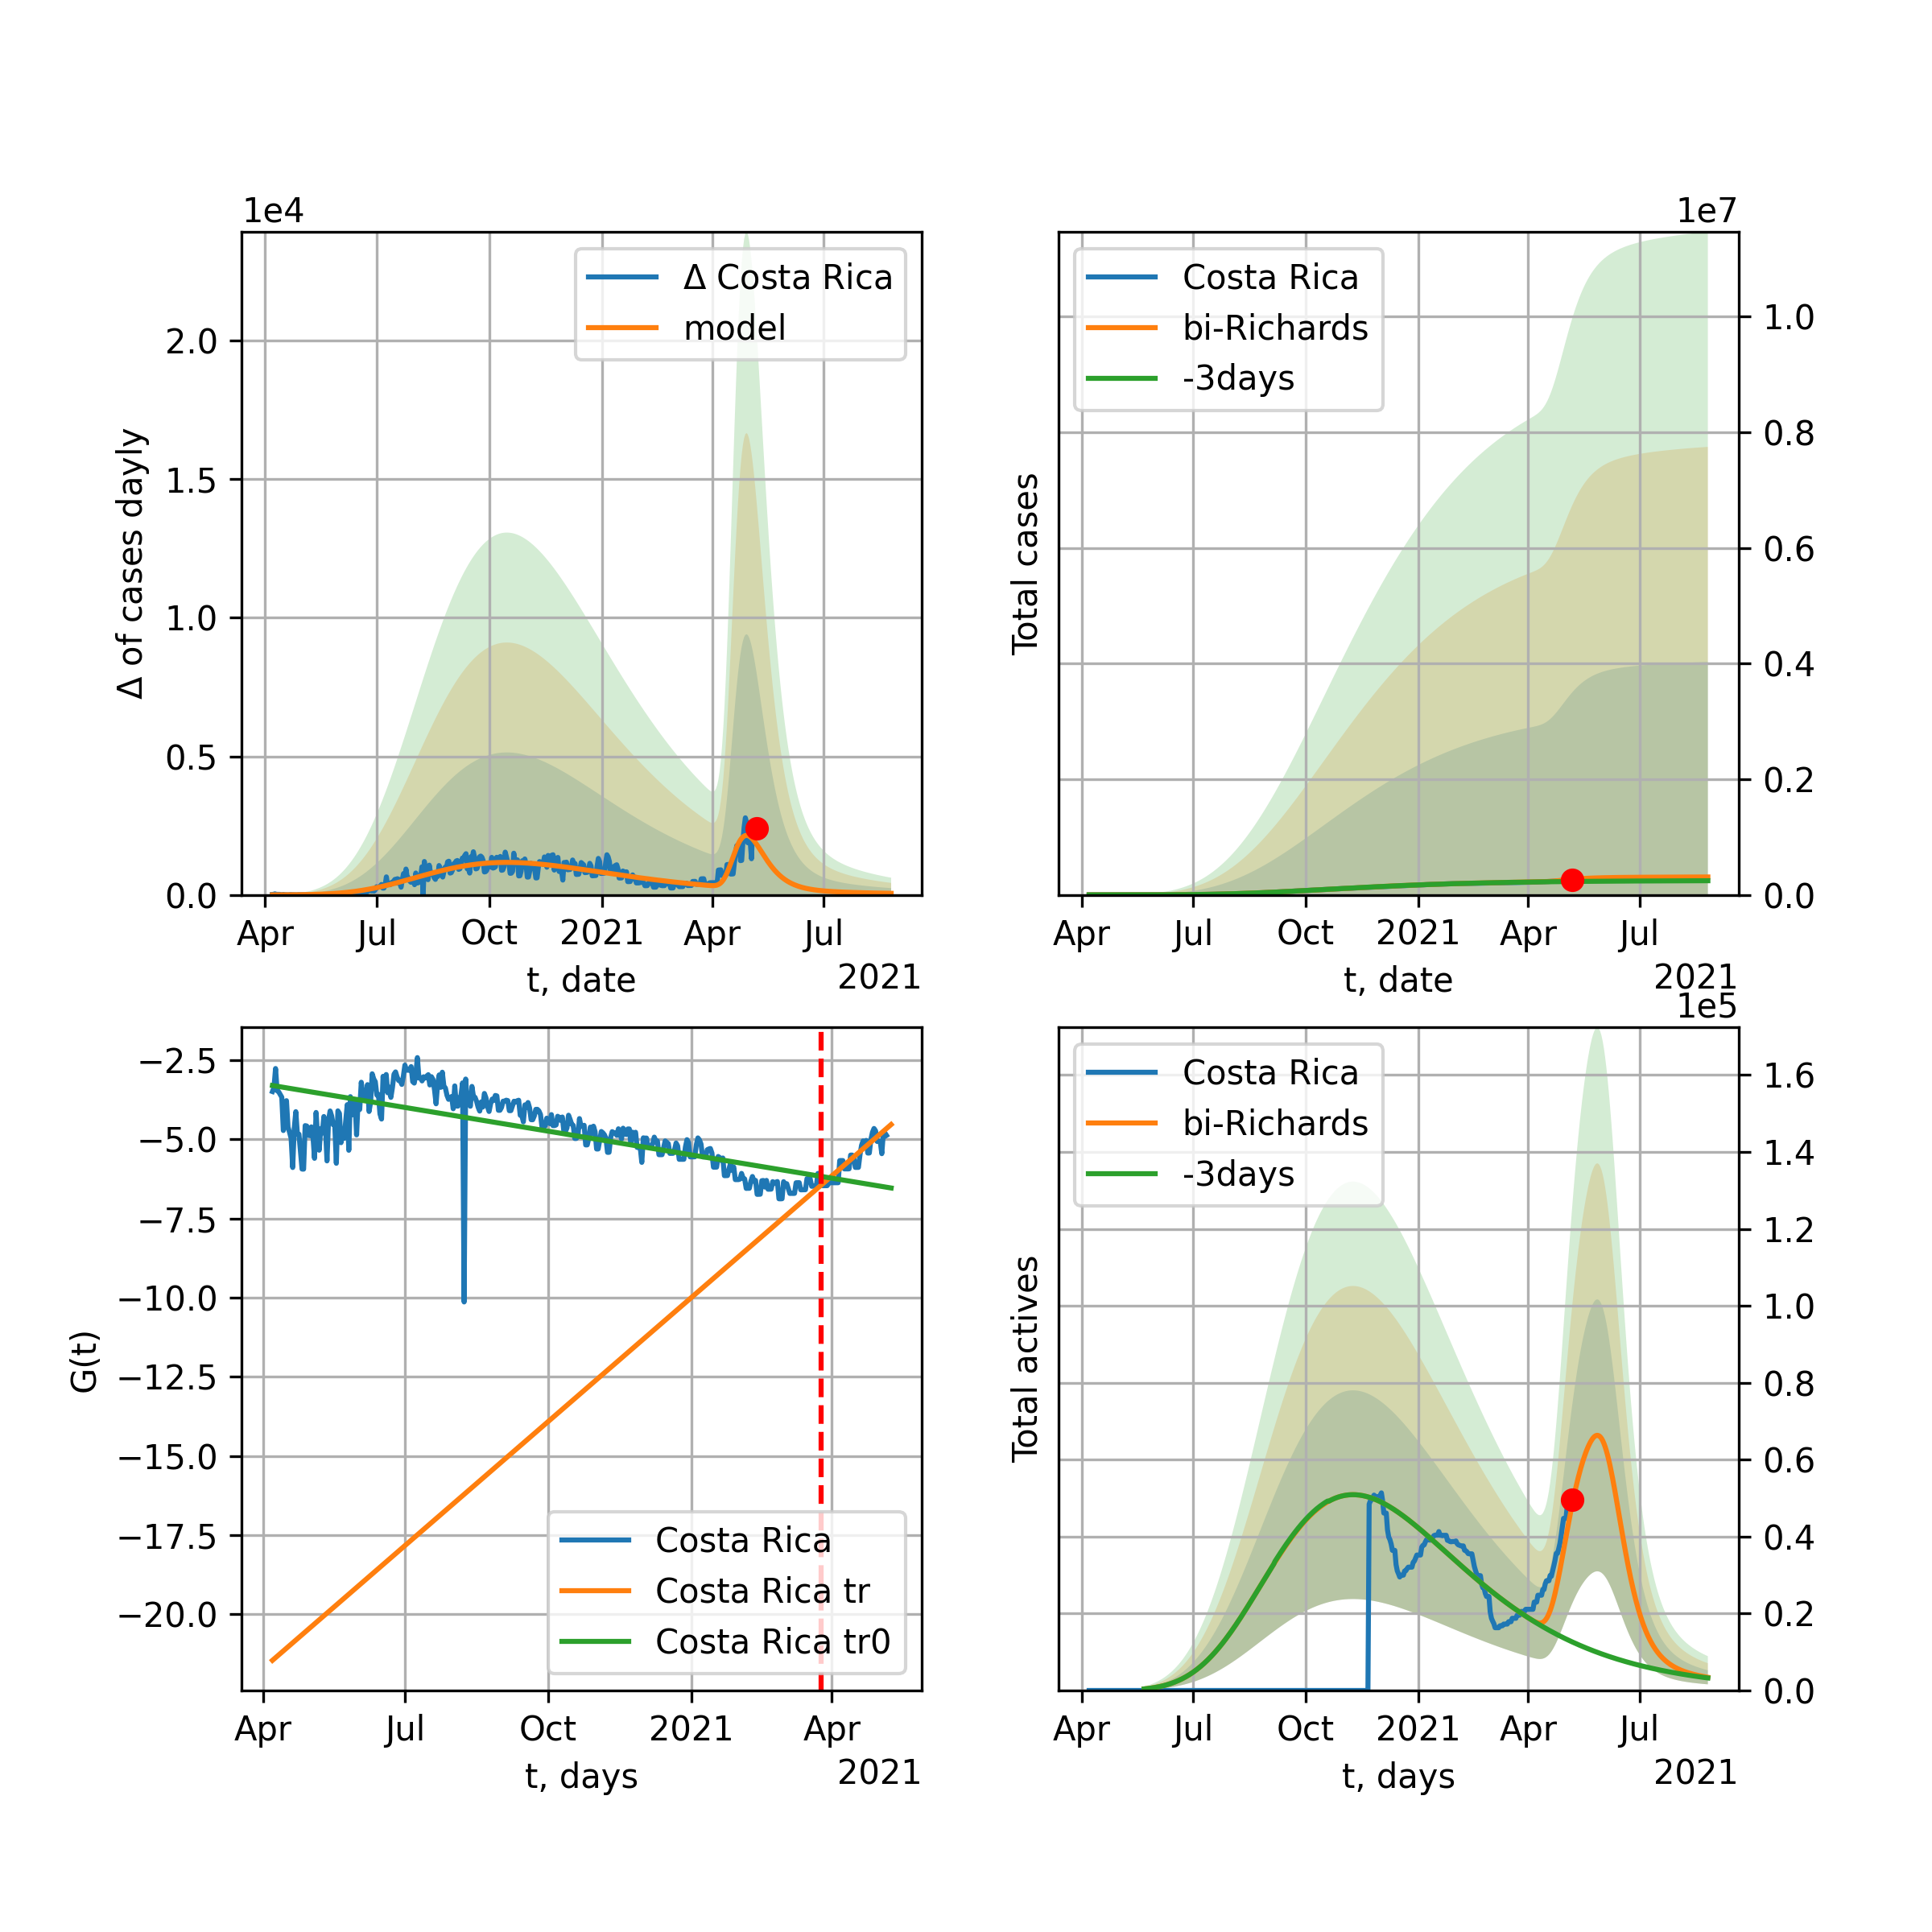 1e4
Δ Costa Rica
model
2.0
1.5
1.0
0.5
0.0
Δ of cases dayly
Apr Jul Oct 2021 Apr Jul
t, date
2021
1e7
Costa Rica
bi-Richards
-3days
1.0
0.8
0.6
0.4
0.2
0.0
Total cases
Apr Jul Oct 2021 Apr Jul
t, date
2021
−2.5
−5.0
−7.5
−10.0
−12.5
−15.0
−17.5
−20.0
G(t)
Costa Rica
Costa Rica tr
Costa Rica tr0
Apr Jul Oct 2021 Apr
t, days
2021
1e5
Costa Rica
bi-Richards
-3days
1.6
1.4
1.2
1.0
0.8
0.6
0.4
0.2
0.0
Total actives
Apr Jul Oct 2021 Apr Jul
t, days
2021